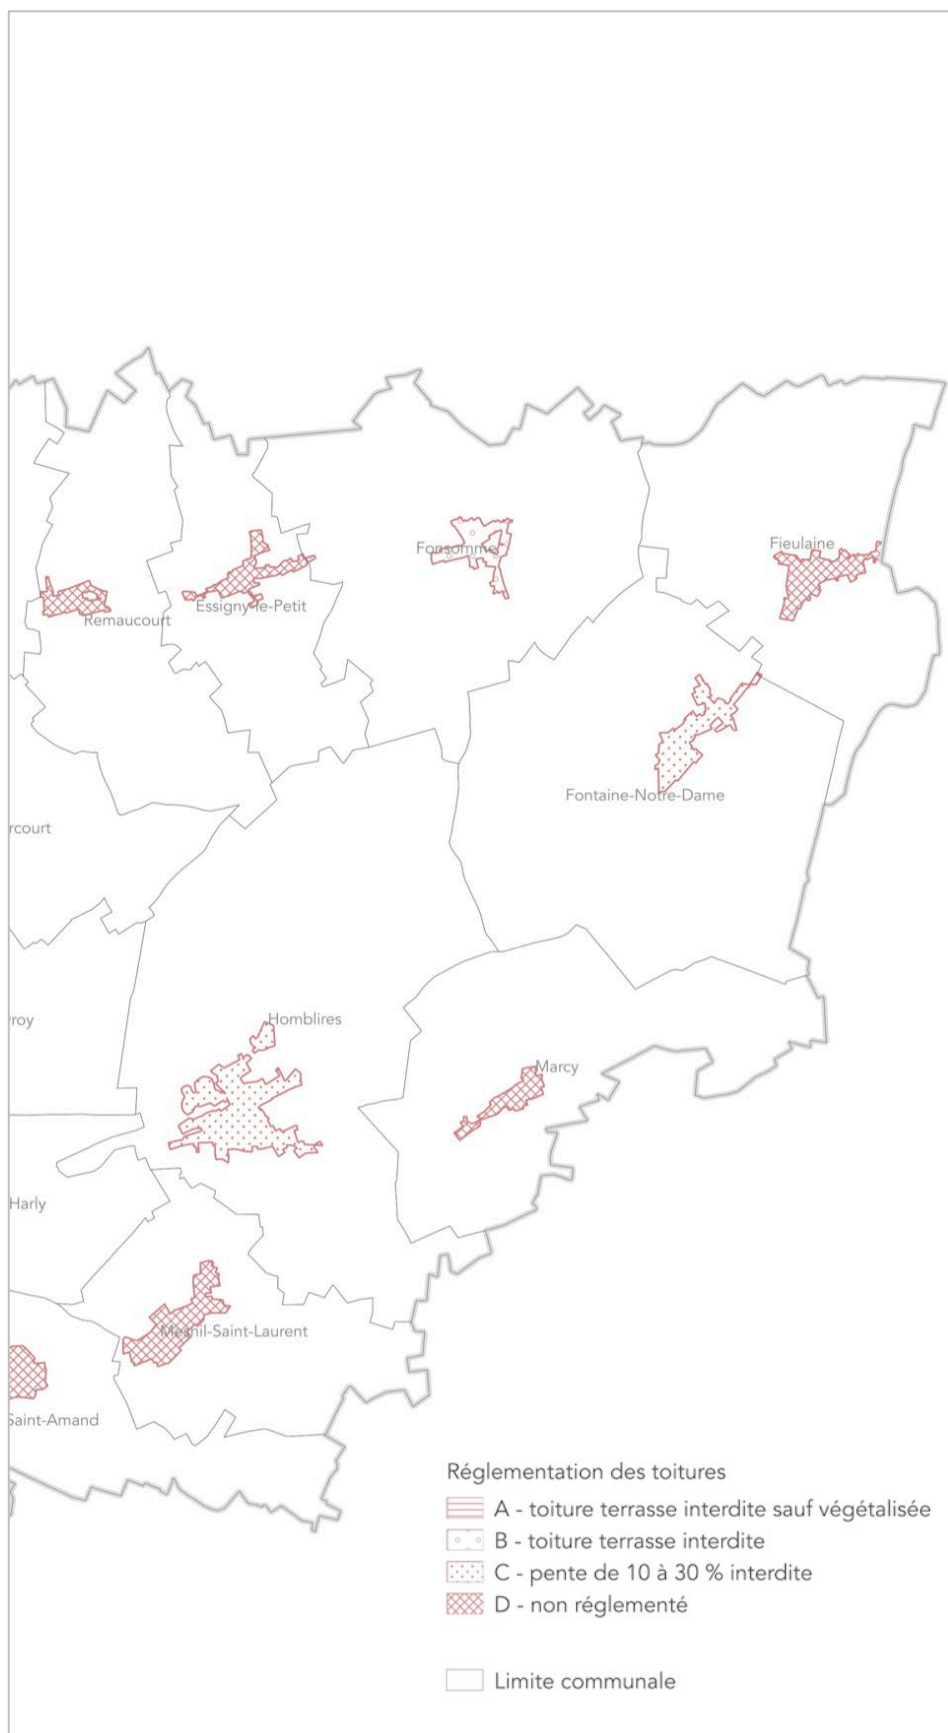 Fonsomme
Fieulaine
Essigny-le-Petit
Remaucourt
Fontaine-Notre-Dame
rcourt
Homblires
roy
Marcy
Harly
Mesnil-Saint-Laurent
Saint-Amand
Réglementation des toitures
A - toiture terrasse interdite sauf végétalisée
B - toiture terrasse interdite
C - pente de 10 à 30 % interdite
D - non réglementé
Limite communale